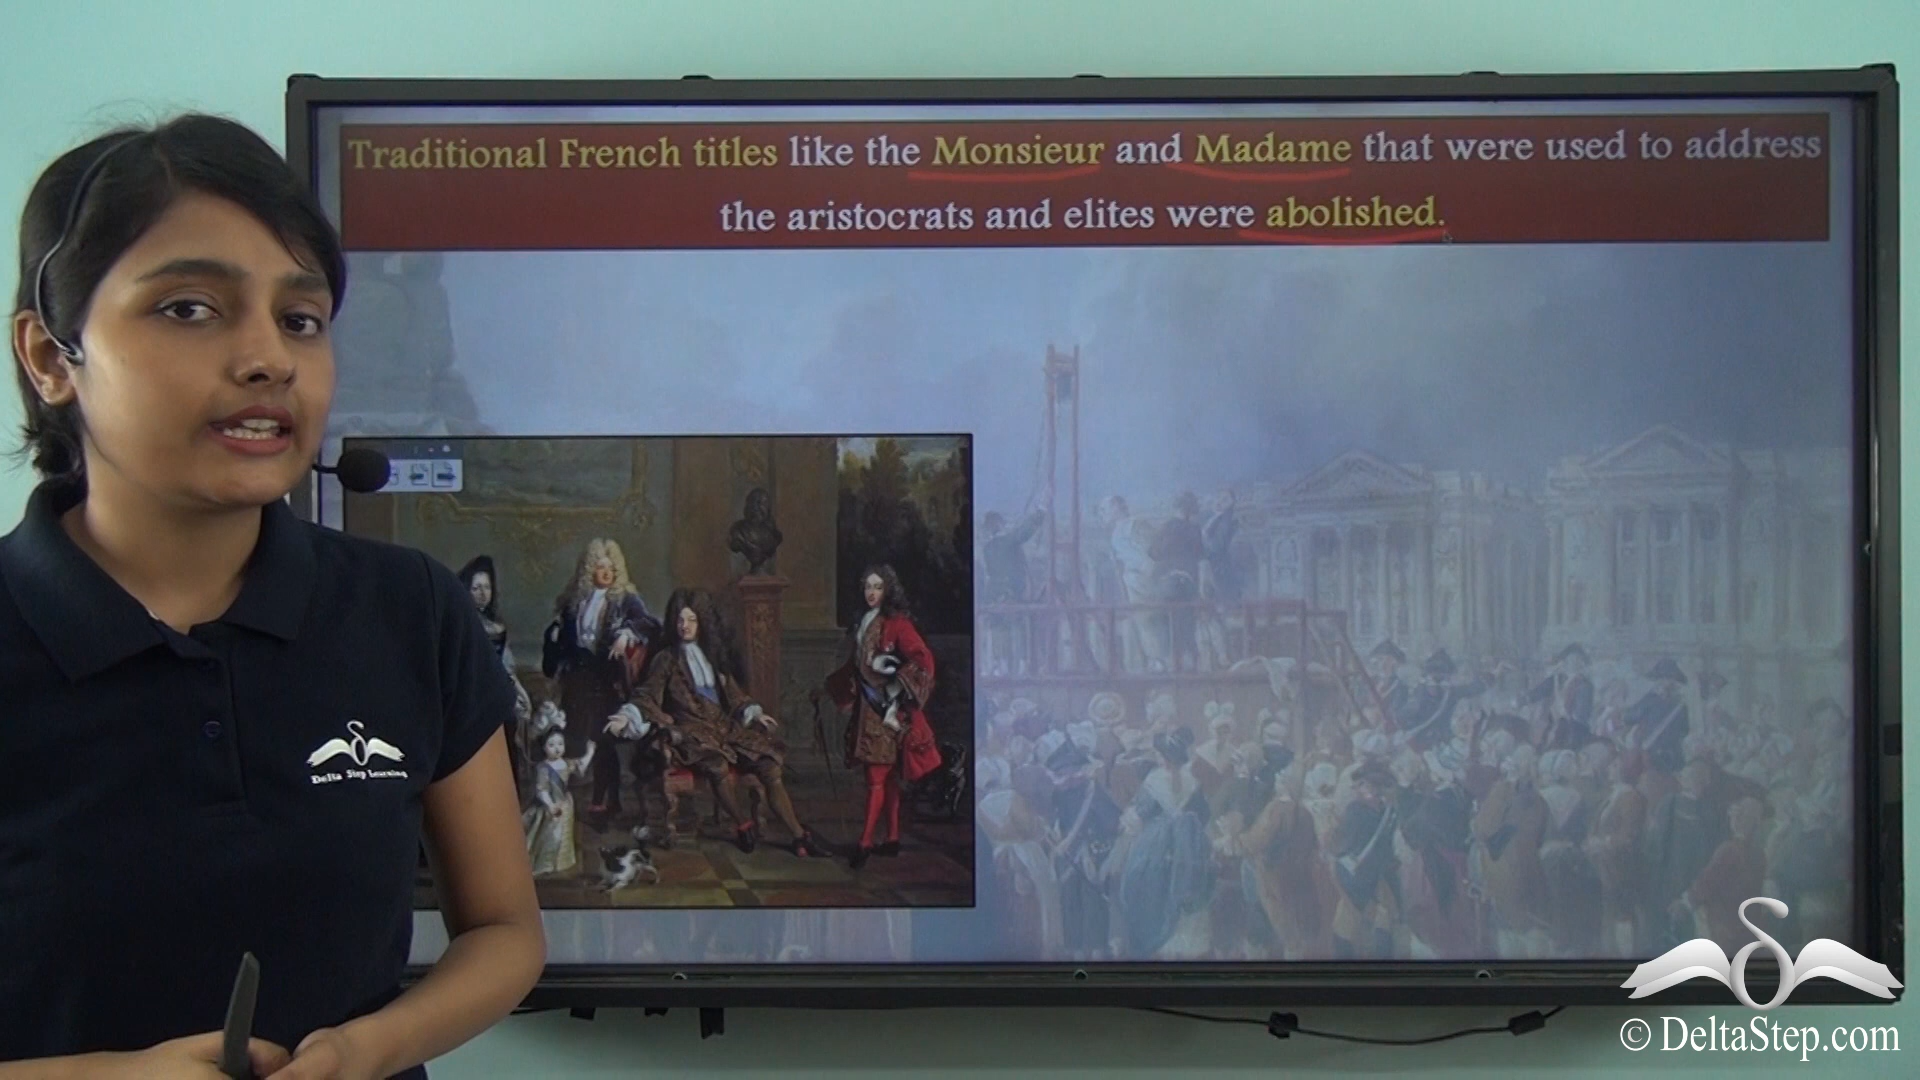 Traditional French titles like the Monsieur and Madame that were used to address
the aristocrats and elites were abolished.
Delta Step Learning
© DeltaStep.com